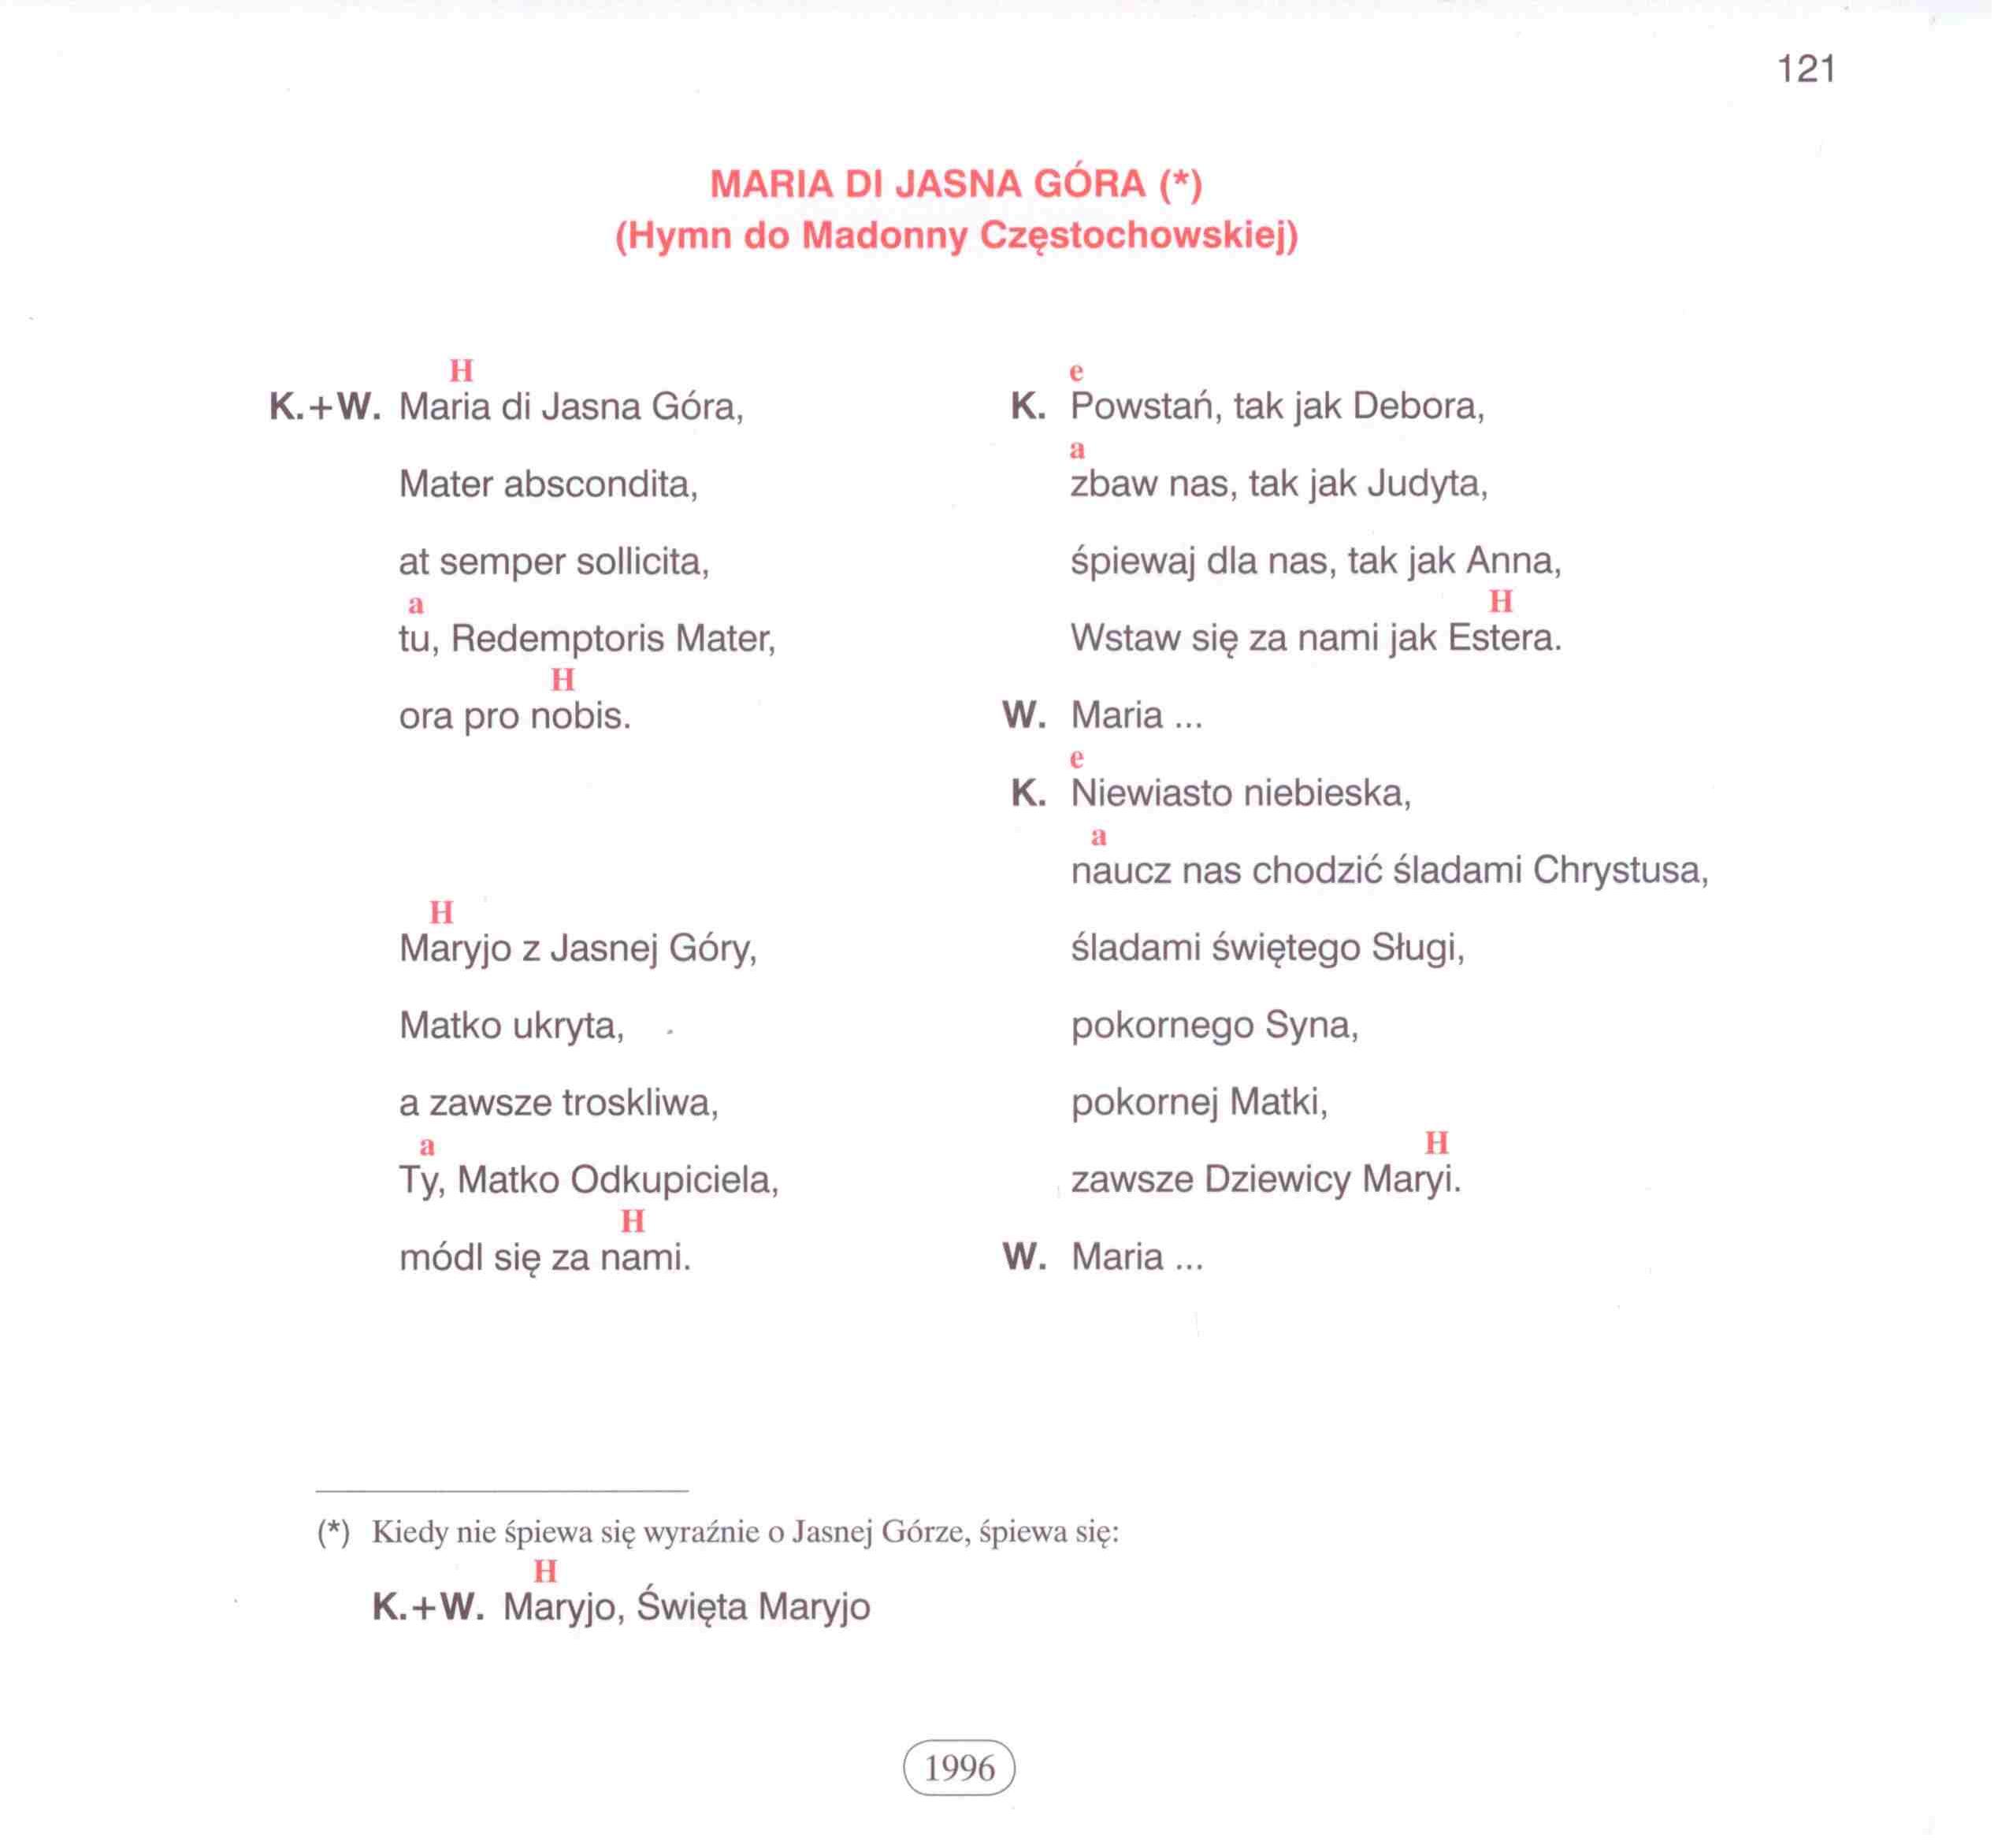 121
MARIA DI JASNA GÓRA (*)
(Hymn do Madonny Częstochowskiej)
H
K.+W. Maria di Jasna Góra,
Mater abscondita,
at semper sollicita,
a
tu, Redemptoris Mater,
H
ora pro nobis.
H
Maryjo z Jasnej Góry,
Matko ukryta,
a zawsze troskliwa,
a
Ty, Matko Odkupiciela,
H
módl się za nami.
e
K. Powstań, tak jak Debora,
a
zbaw nas, tak jak Judyta,
śpiewaj dla nas, tak jak Anna,
H
Wstaw się za nami jak Estera.
W. Maria ...
e
K. Niewiasto niebieska,
a
naucz nas chodzić śladami Chrystusa,
śladami świętego Sługi,
pokornego Syna,
pokornej Matki,
H
zawsze Dziewicy Maryi.
W. Maria ...
(*) Kiedy nie śpiewa się wyraźnie o Jasnej Górze, śpiewa się:
H
K.+W. Maryjo, Święta Maryjo
1996